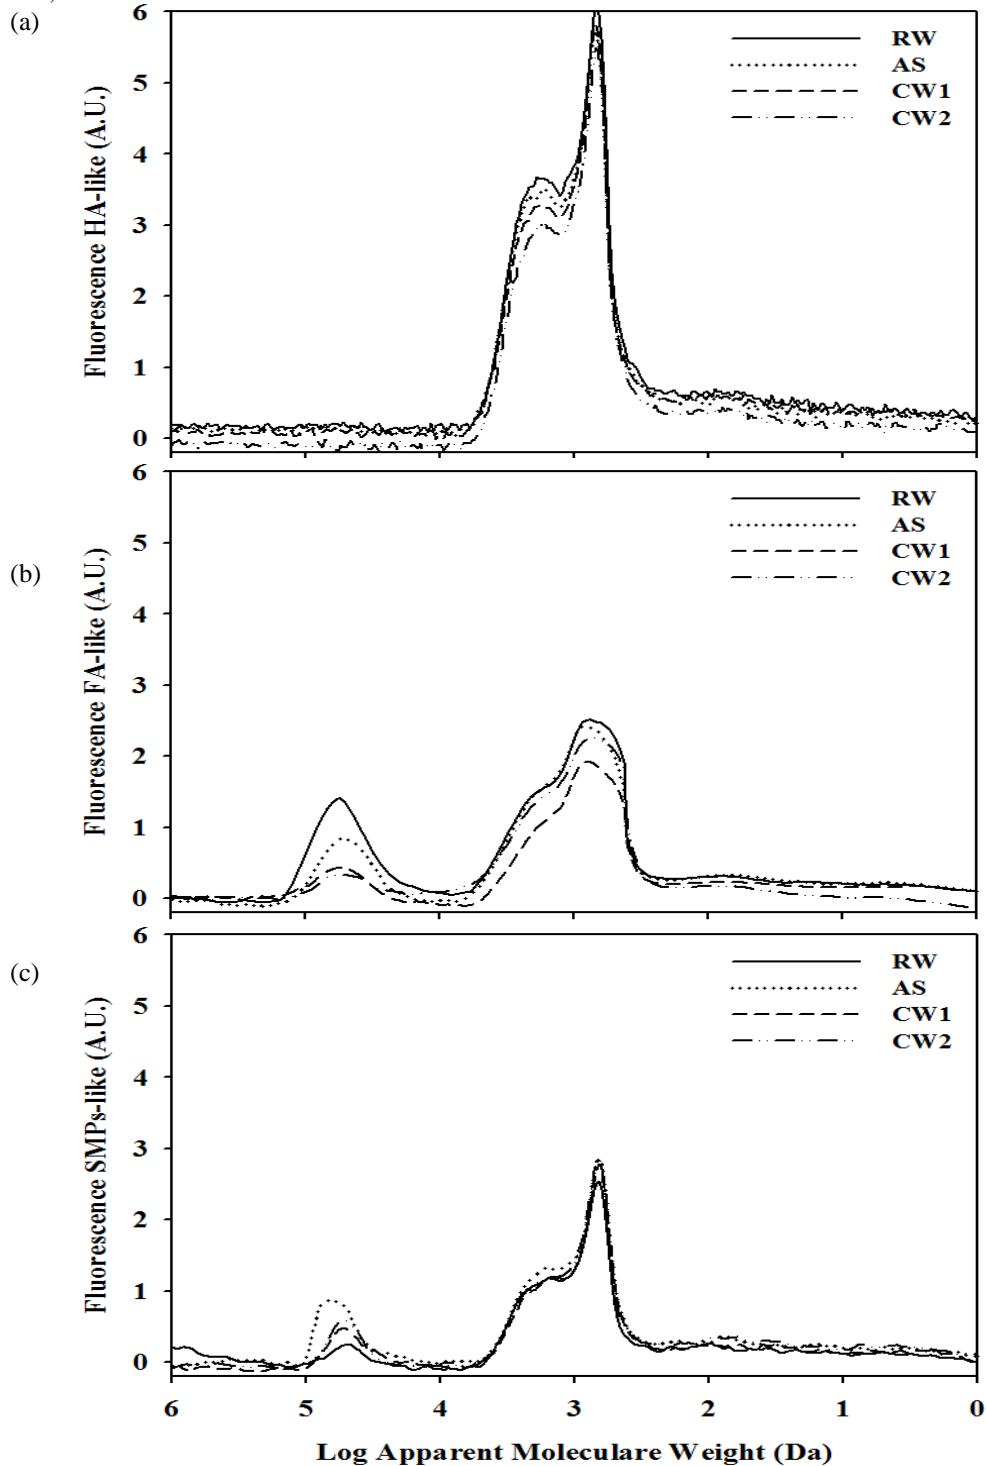 (a)
Fluorescence HA-like (A.U.)
6
5
4
3
2
1
0
RW
AS
CW1
CW2
(b)
Fluorescence FA-like (A.U.)
6
5
4
3
2
1
0
RW
AS
CW1
CW2
(c)
Fluorescence SMPs-like (A.U.)
6
5
4
3
2
1
0
RW
AS
CW1
CW2
6 5 4 3 2 1 0
Log Apparent Moleculare Weight (Da)